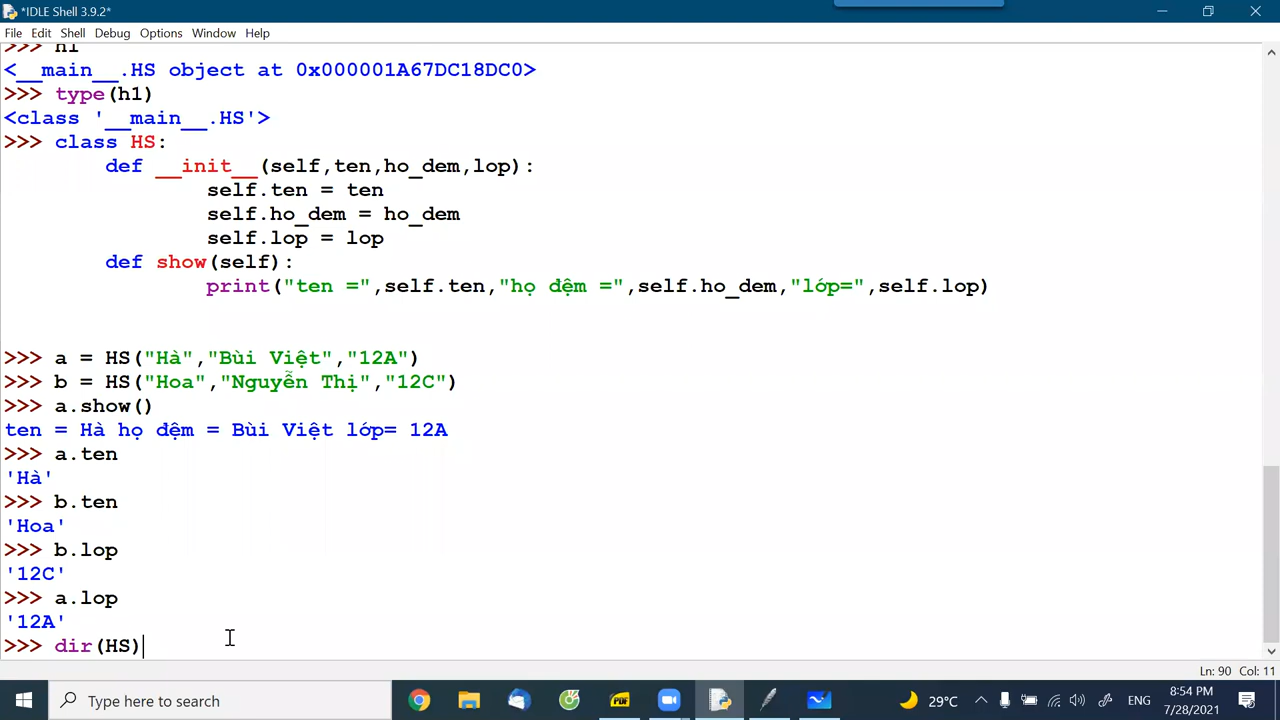 *IDLE Shell 3.9.2*
File Edit Shell Debug Options Window Help
>>> h1
<__main__.HS object at 0x000001A67DC18DC0>
>>> type(h1)
<class '__main__.HS'>
>>> class HS:
def __init__(self,ten,ho_dem,lop):
self.ten = ten
self.ho_dem = ho_dem
self.lop = lop
def show(self):
print("ten =",self.ten,"họ đệm =",self.ho_dem,"lớp=",self.lop)
>>> a = HS("Hà","Bùi Việt","12A")
>>> b = HS("Hoa","Nguyễn Thị","12C")
>>> a.show()
ten = Hà họ đệm = Bùi Việt lớp= 12A
>>> a.ten
'Hà'
>>> b.ten
'Hoa'
>>> b.lop
'12C'
>>> a.lop
'12A'
>>> dir(HS)
Ln: 90 Col: 11
Type here to search
PDF
29°C
ENG
8:54 PM
7/28/2021